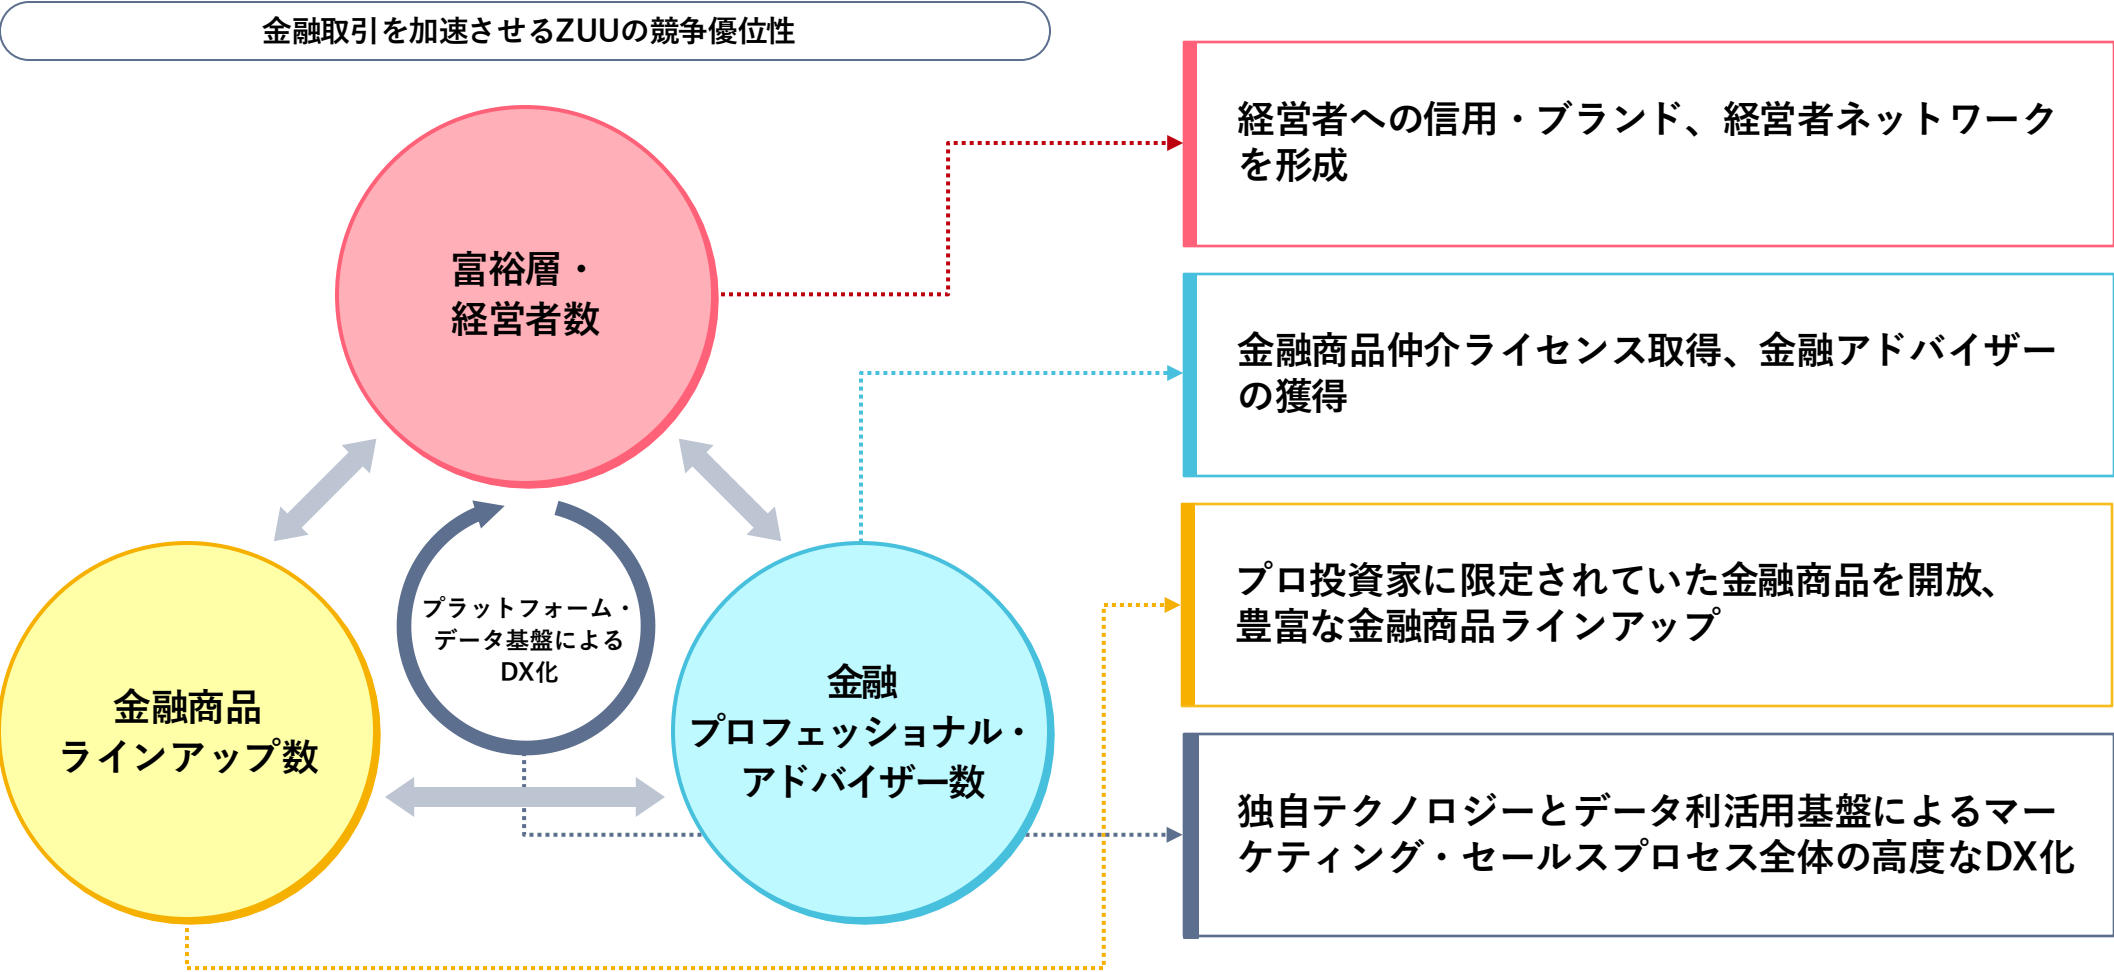 金融取引を加速させるZUUの競争優位性
富裕層・
経営者数
プラットフォーム・
データ基盤による
DX化
金融商品
ラインアップ数
金融
プロフェッショナル・
アドバイザー数
経営者への信用・ブランド、経営者ネットワーク
を形成
金融商品仲介ライセンス取得、金融アドバイザー
の獲得
プロ投資家に限定されていた金融商品を開放、
豊富な金融商品ラインアップ
独自テクノロジーとデータ利活用基盤によるマー
ケティング・セールスプロセス全体の高度なDX化